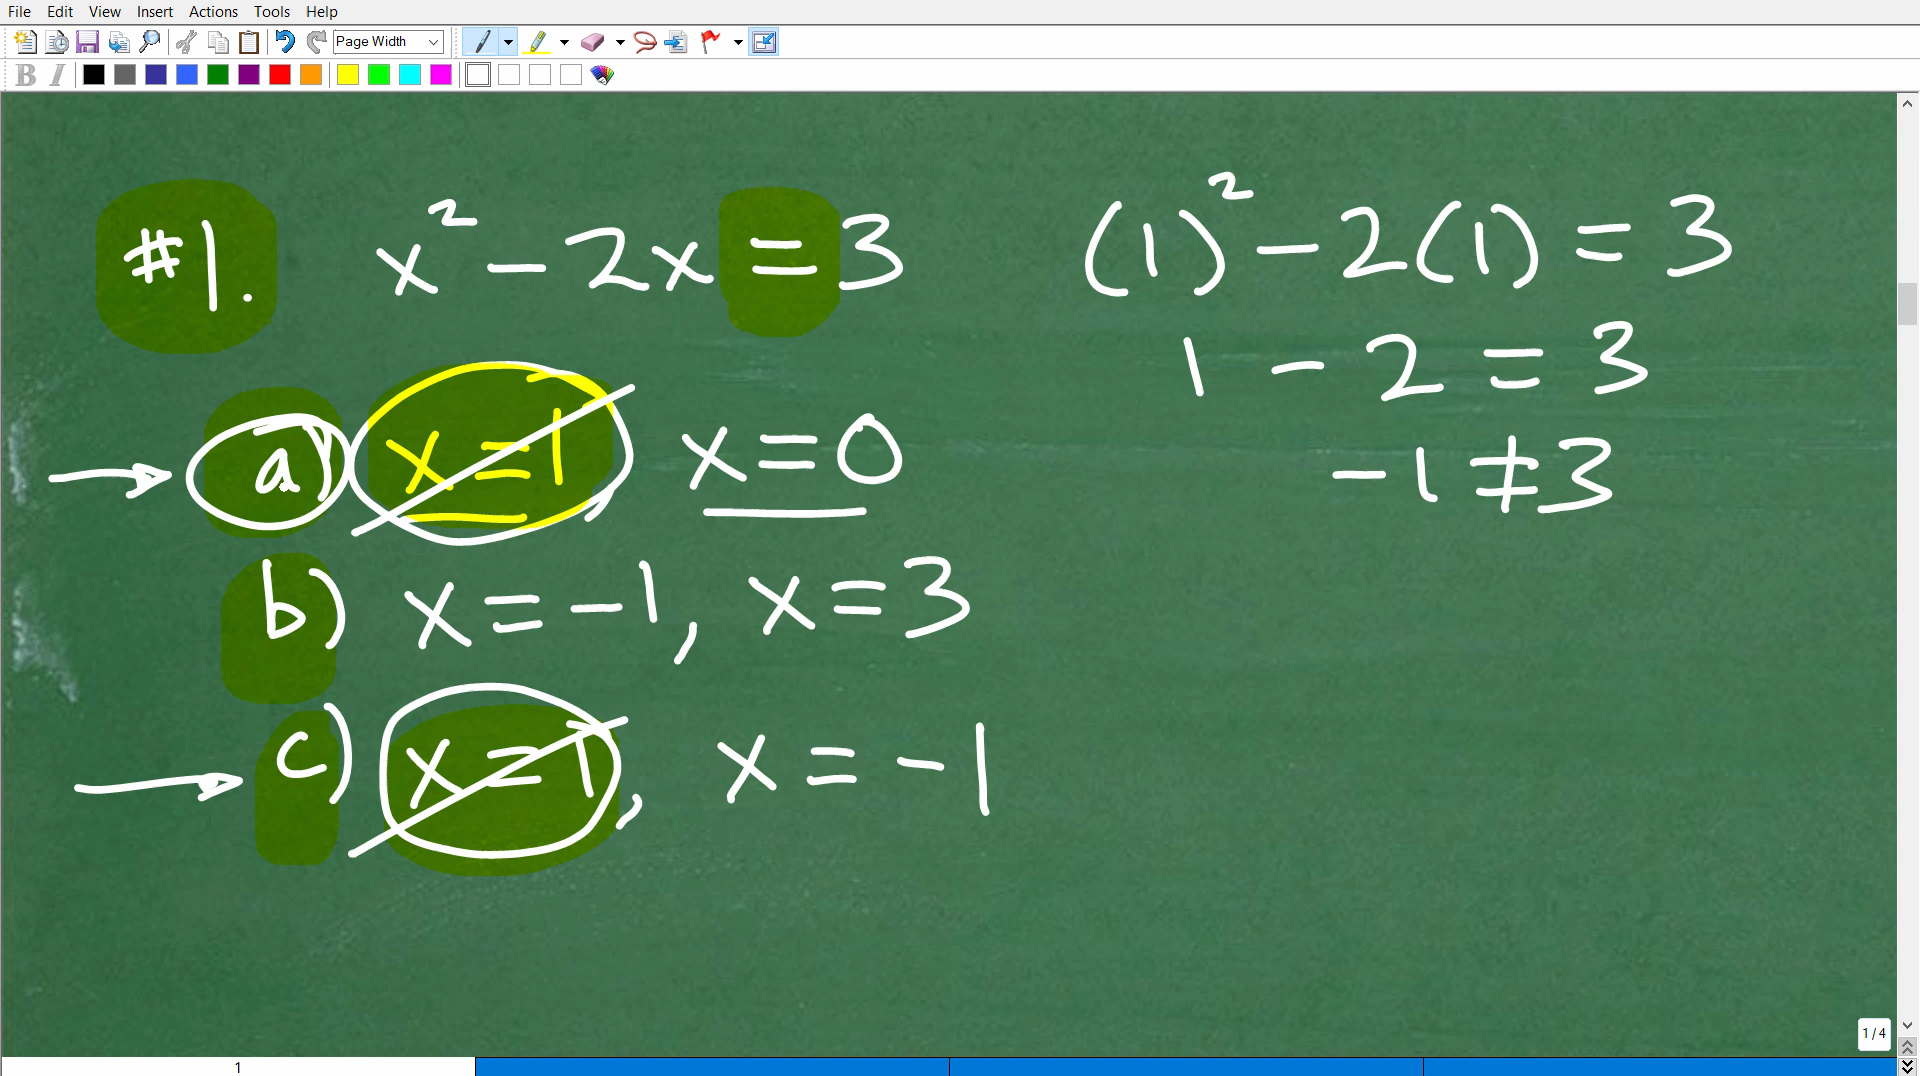 File Edit View Insert Actions Tools Help
Page Width
B I
#1. x² - 2x = 3
(1)² - 2(1) = 3
1 - 2 = 3
-1 ≠ 3
a) x = 1 x = 0
b) x = -1, x = 3
c) x = 1, x = -1
1 / 4
1